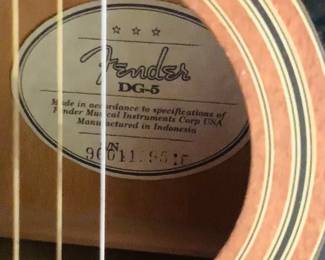 Fender
DG-5
Made in accordance to specifications of
Fender Musical Instruments Corp USA
Manufactured in Indonesia